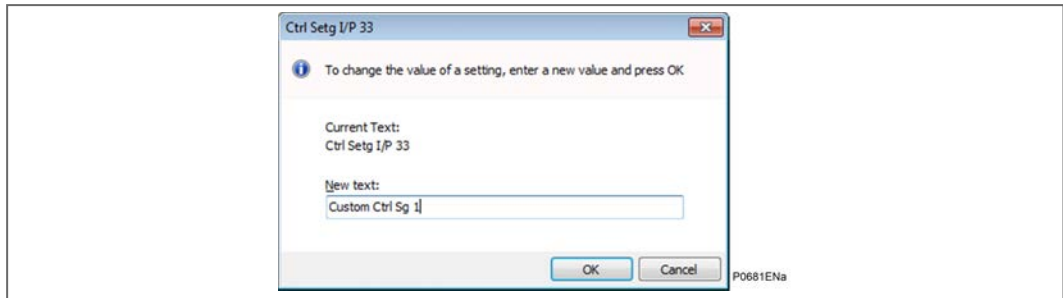 Ctrl Setg I/P 33
To change the value of a setting, enter a new value and press OK
Current Text:
Ctrl Setg I/P 33
New text:
Custom Ctrl Sg 1
OK Cancel
P0681ENa